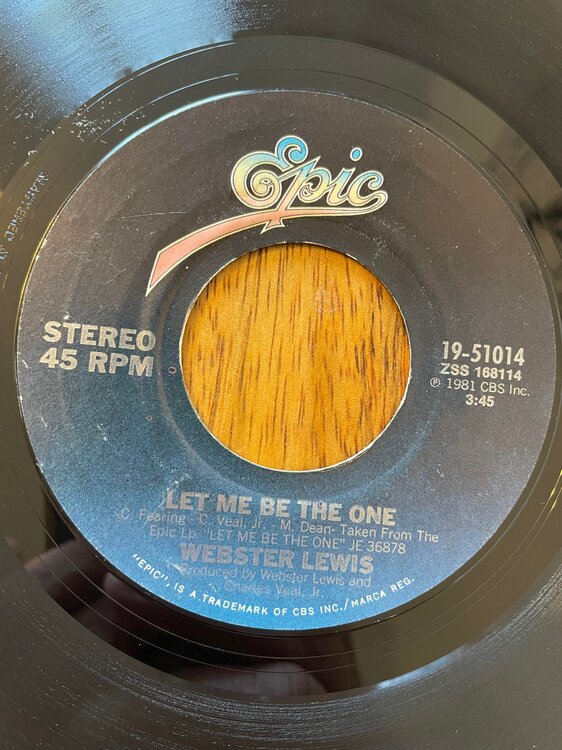 Epic
STEREO
45 RPM
19-51014
ZSS 168114
℗ 1981 CBS Inc.
3:45
LET ME BE THE ONE
C. Fearing - C. Veal, Jr. - M. Dean- Taken From The
Epic Lp: "LET ME BE THE ONE" JE 36878
WEBSTER LEWIS
Produced by Webster Lewis and
Charles Veal, Jr.
"EPIC", IS A TRADEMARK OF CBS INC./MARCA REG.